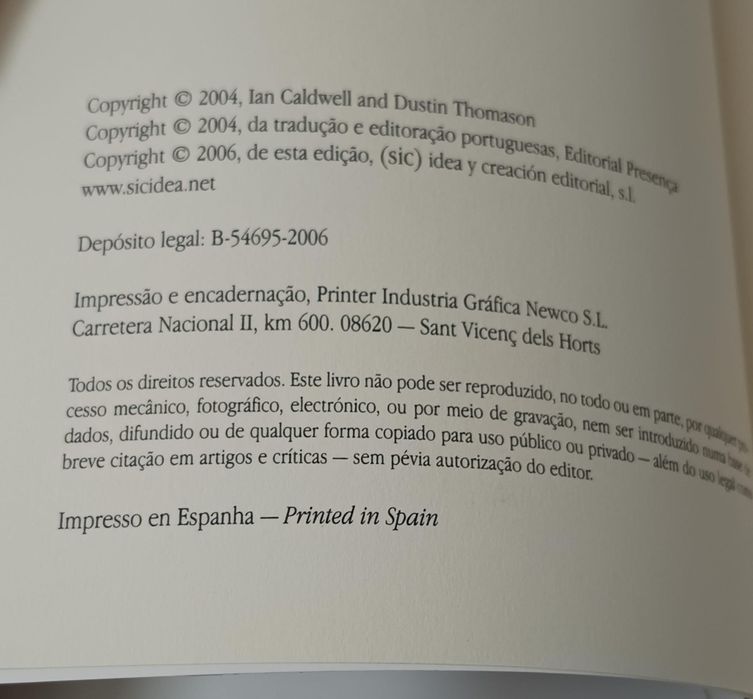 Copyright © 2004, Ian Caldwell and Dustin Thomason
Copyright © 2004, da tradução e editoração portuguesas, Editorial Presença
Copyright © 2006, de esta edição, (sic) idea y creación editorial, s.l.
www.sicidea.net
Depósito legal: B-54695-2006
Impressão e encadernação, Printer Industria Gráfica Newco S.L.
Carretera Nacional II, km 600. 08620 — Sant Vicenç dels Horts
Todos os direitos reservados. Este livro não pode ser reproduzido, no todo ou em parte, por qualquer pro-
cesso mecânico, fotográfico, electrónico, ou por meio de gravação, nem ser introduzido numa base de
dados, difundido ou de qualquer forma copiado para uso público ou privado — além do uso legal como
breve citação em artigos e críticas — sem pévia autorização do editor.
Impresso en Espanha — Printed in Spain